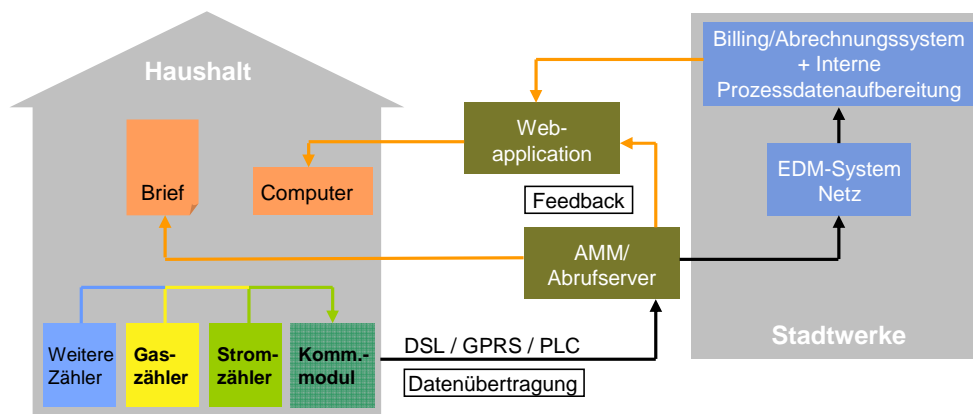 Haushalt
Billing/Abrechnungssystem
+ Interne
Prozessdatenaufbereitung
Web-
application
EDM-System
Netz
Brief
Computer
Feedback
AMM/
Abrufserver
Weitere
Zähler
Gas-
zähler
Strom-
zähler
Komm.-
modul
DSL / GPRS / PLC
Datenübertragung
Stadtwerke